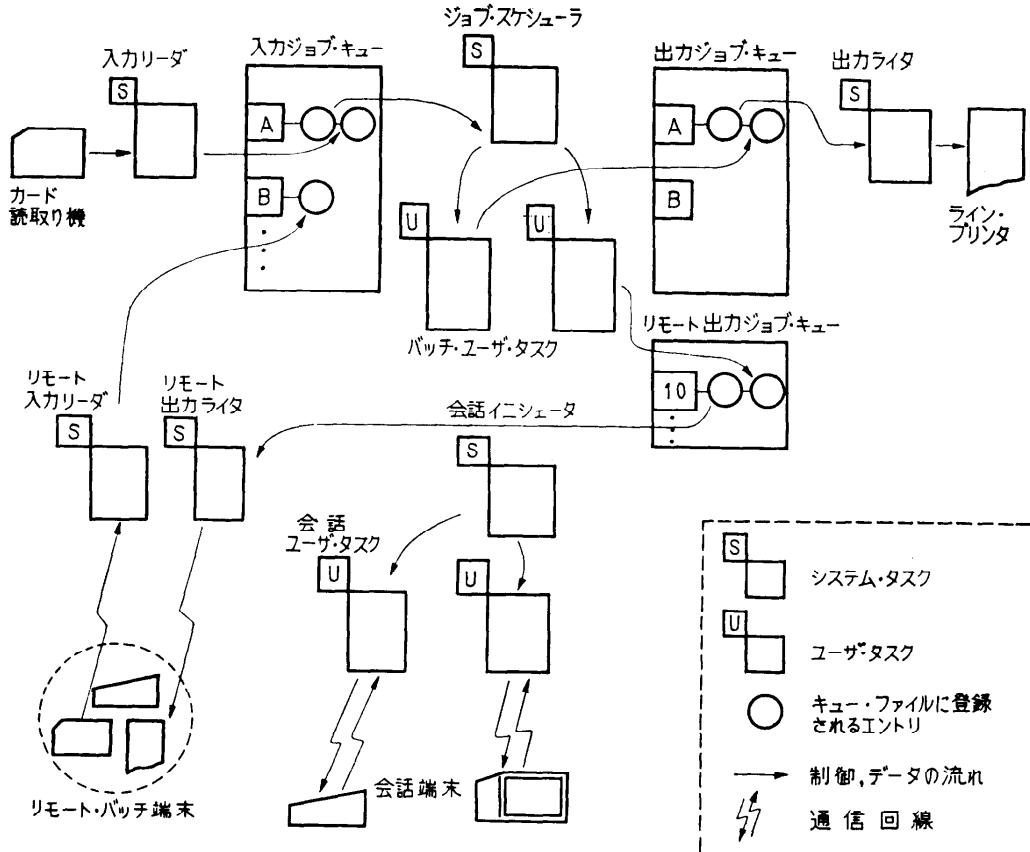 ジョブ・スケジューラ
S
入力リーダ
S
入力ジョブ・キュー
A
B
出力ジョブ・キュー
A
B
出力ライタ
S
カード
読取り機
ライン・
プリンタ
U
U
バッチ・ユーザ・タスク
リモート出力ジョブ・キュー
10
リモート
入力リーダ
S
リモート
出力ライタ
S
会話イニシェータ
S
会話
ユーザ・タスク
U
U
リモート・バッチ端末
会話端末
S
システム・タスク
U
ユーザ・タスク
キュー・ファイルに登録
されるエントリ
制御,データの流れ
通信回線